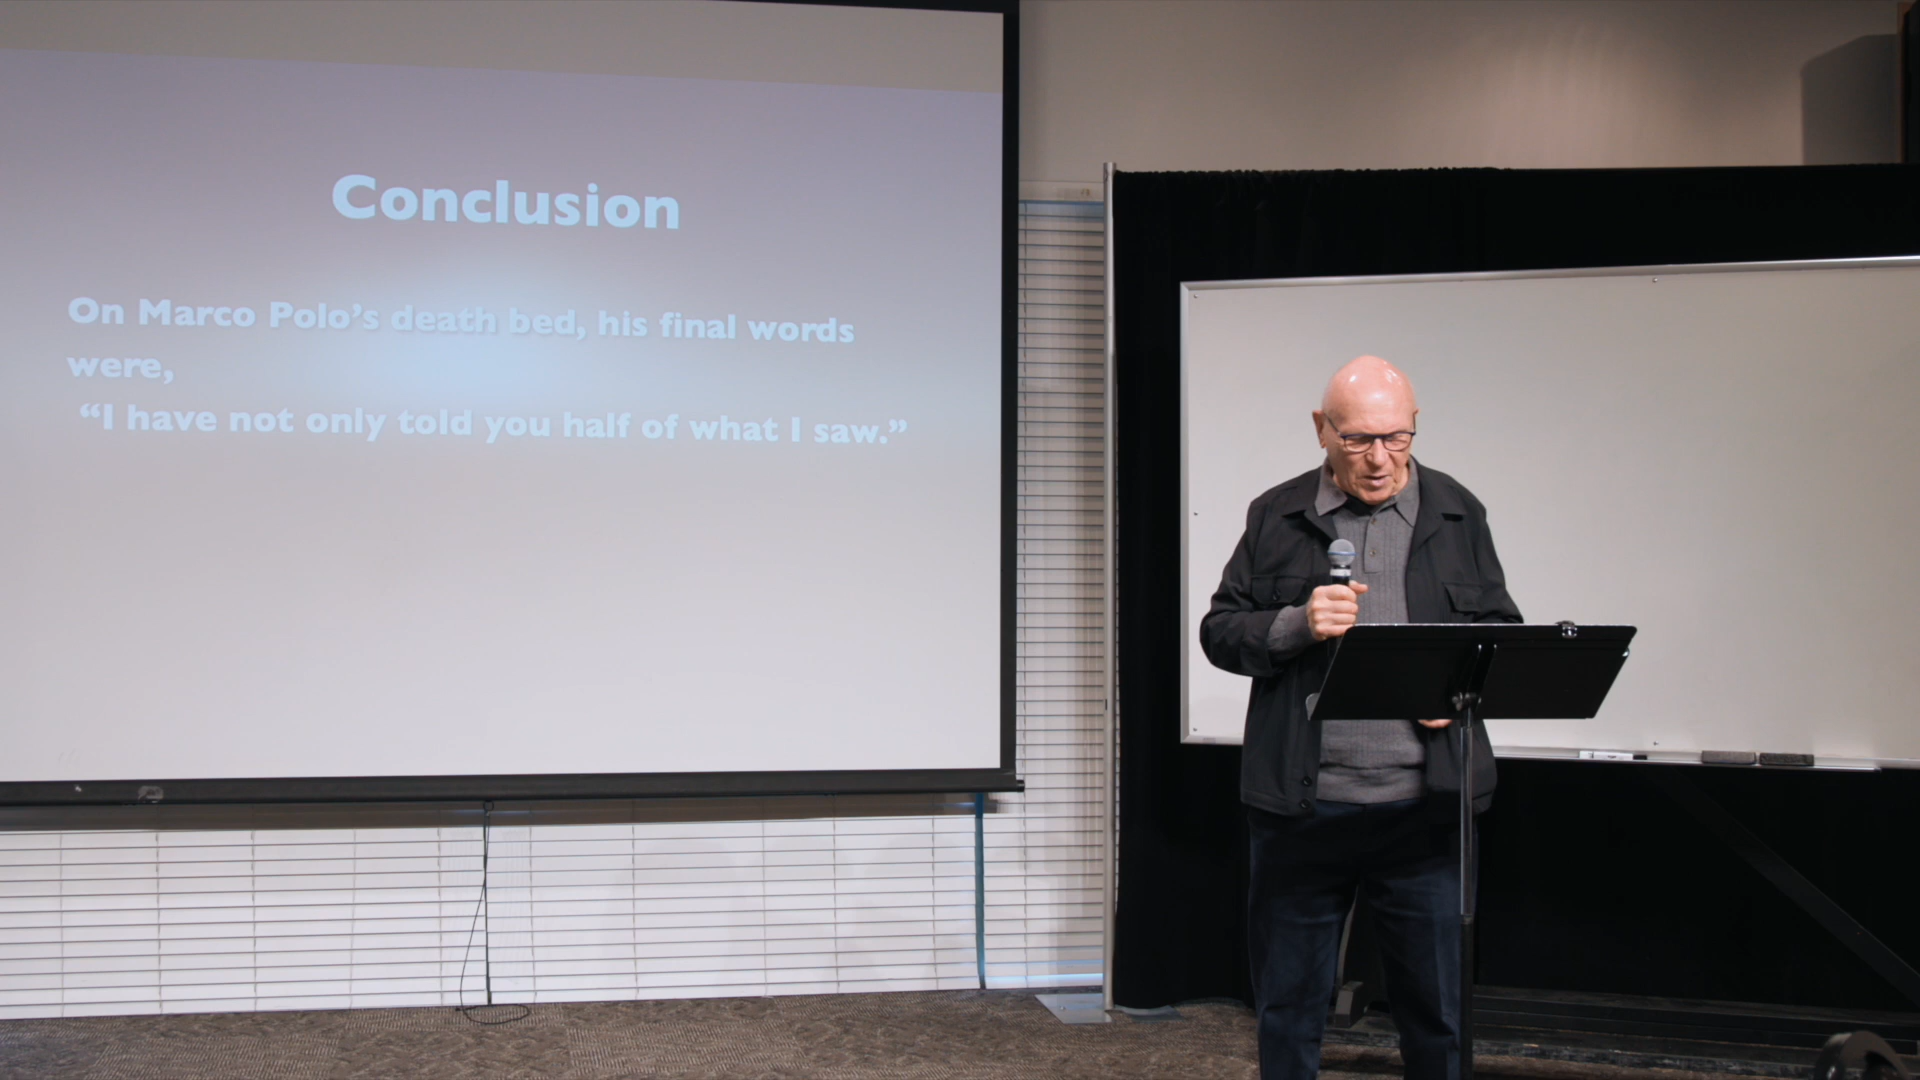 Conclusion
On Marco Polo’s death bed, his final words
were,
“I have not only told you half of what I saw.”